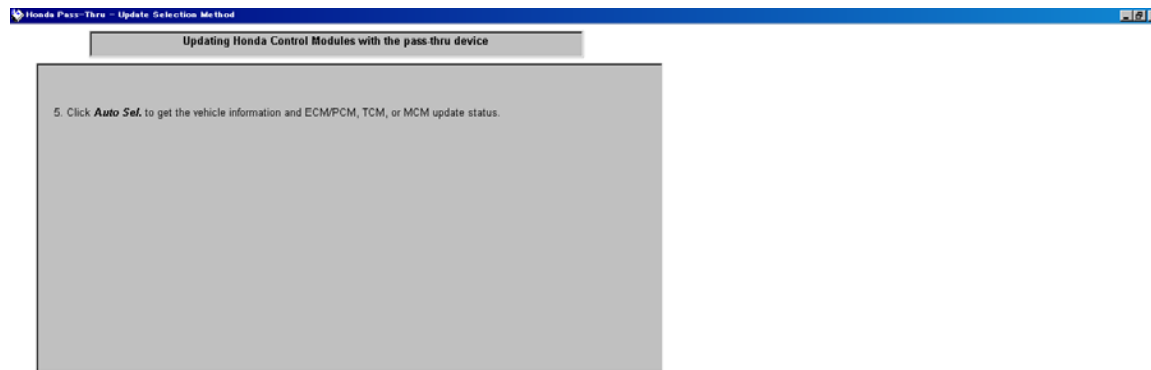 Honda Pass-Thru - Update Selection Method
Updating Honda Control Modules with the pass-thru device
5. Click Auto Sel. to get the vehicle information and ECM/PCM, TCM, or MCM update status.